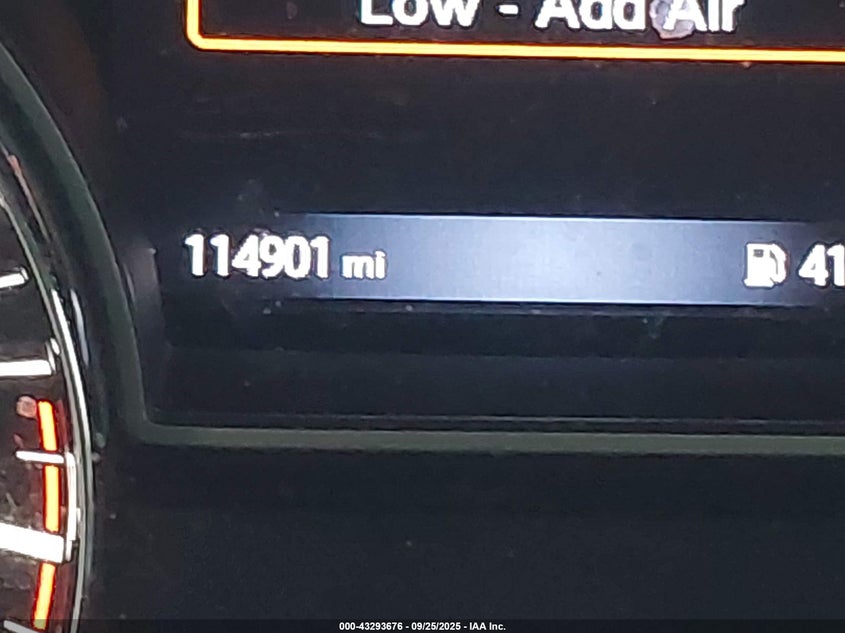 Low - Add Air
114901 mi
41
000-43293676 - 09/25/2025 - IAA Inc.